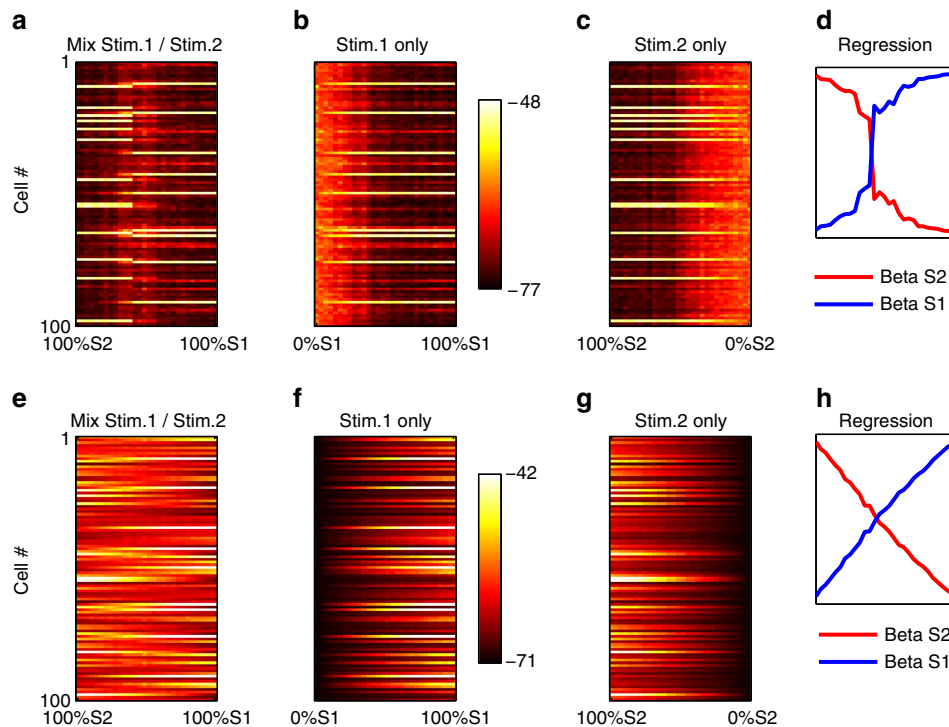 a b c d
Mix Stim.1 / Stim.2 Stim.1 only Stim.2 only Regression
1
Cell #
100
−48
−77
100%S2 100%S1 0%S1 100%S1 100%S2 0%S2
Beta S2
Beta S1
e f g h
Mix Stim.1 / Stim.2 Stim.1 only Stim.2 only Regression
1
Cell #
100
−42
−71
100%S2 100%S1 0%S1 100%S1 100%S2 0%S2
Beta S2
Beta S1